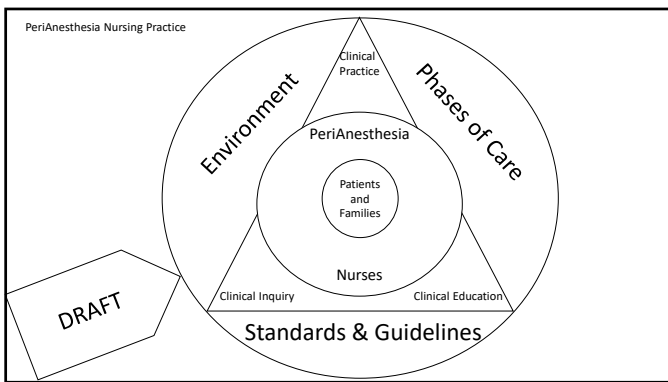 PeriAnesthesia Nursing Practice
Clinical
Practice
Environment
Phases of Care
PeriAnesthesia
Patients
and
Families
Nurses
Clinical Inquiry
Clinical Education
DRAFT
Standards & Guidelines